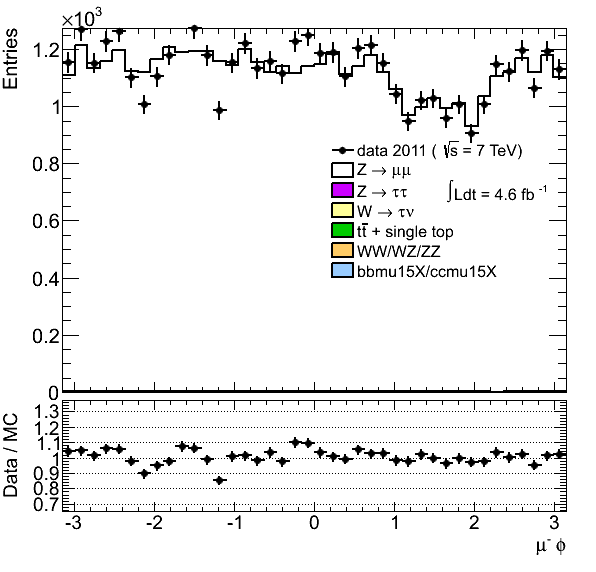 ×10³
Entries
1.2
1
0.8
0.6
0.4
0.2
0
data 2011 ( √s = 7 TeV)
Z → μμ
Z → ττ
∫Ldt = 4.6 fb⁻¹
W → τν
tt̅ + single top
WW/WZ/ZZ
bbmu15X/ccmu15X
Data / MC
1.3
1.2
1.1
1
0.9
0.8
0.7
-3 -2 -1 0 1 2 3
μ⁻ ϕ